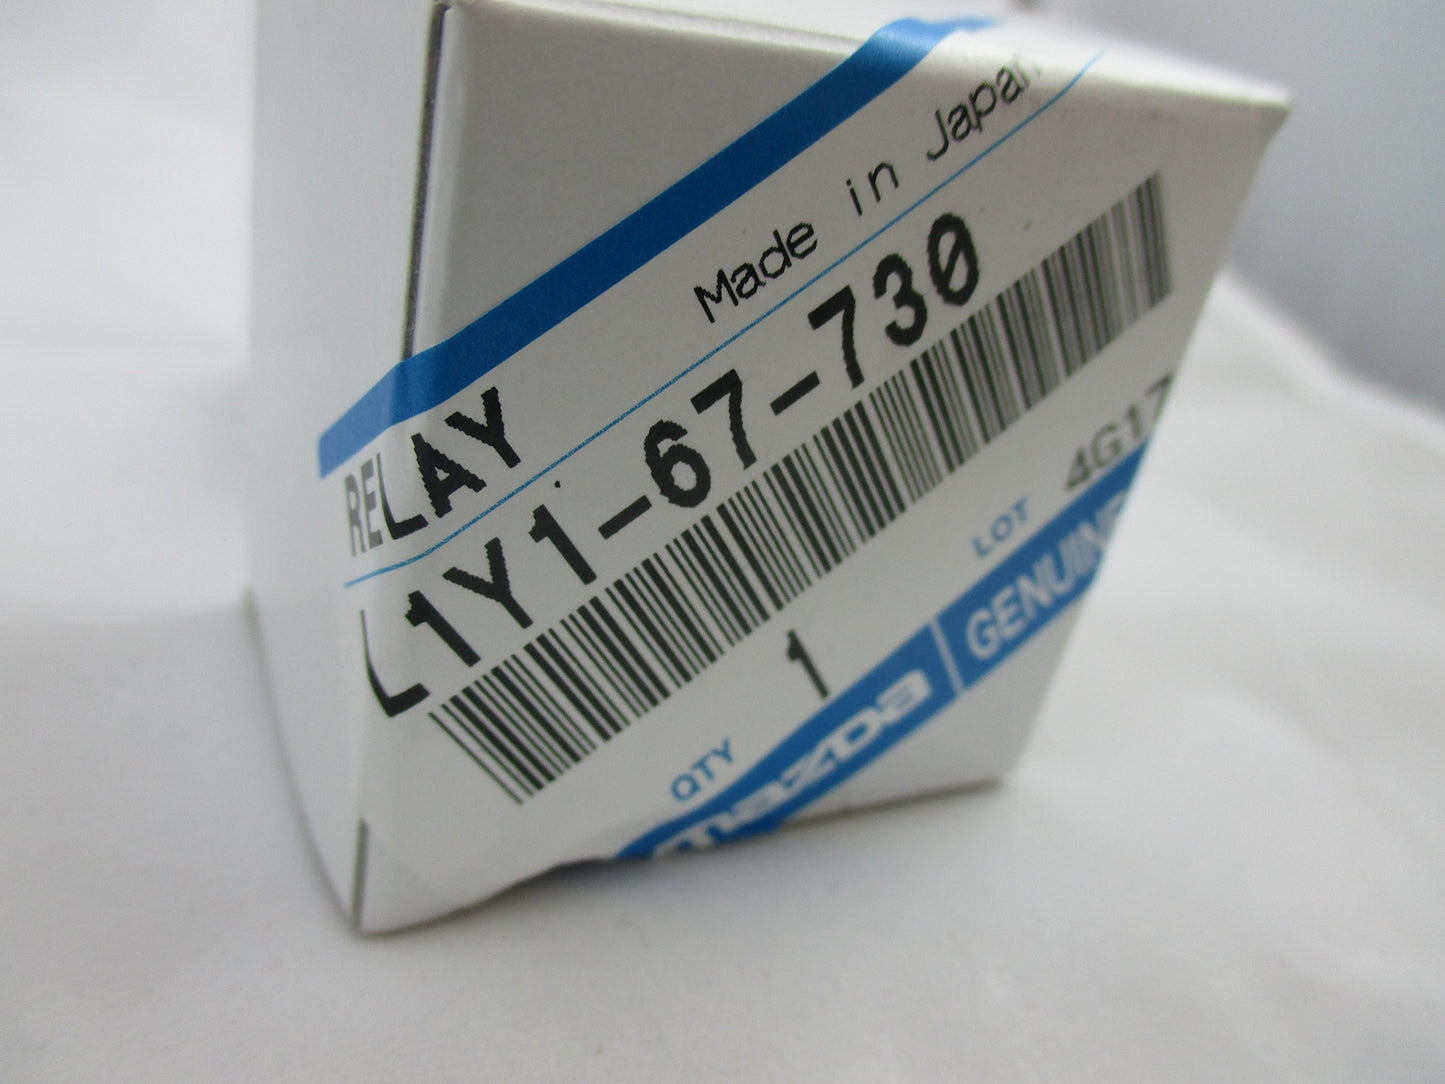 Made in Japan
RELAY
L1Y1-67-730
QTY 1 LOT 4G17
mazda GENUINE